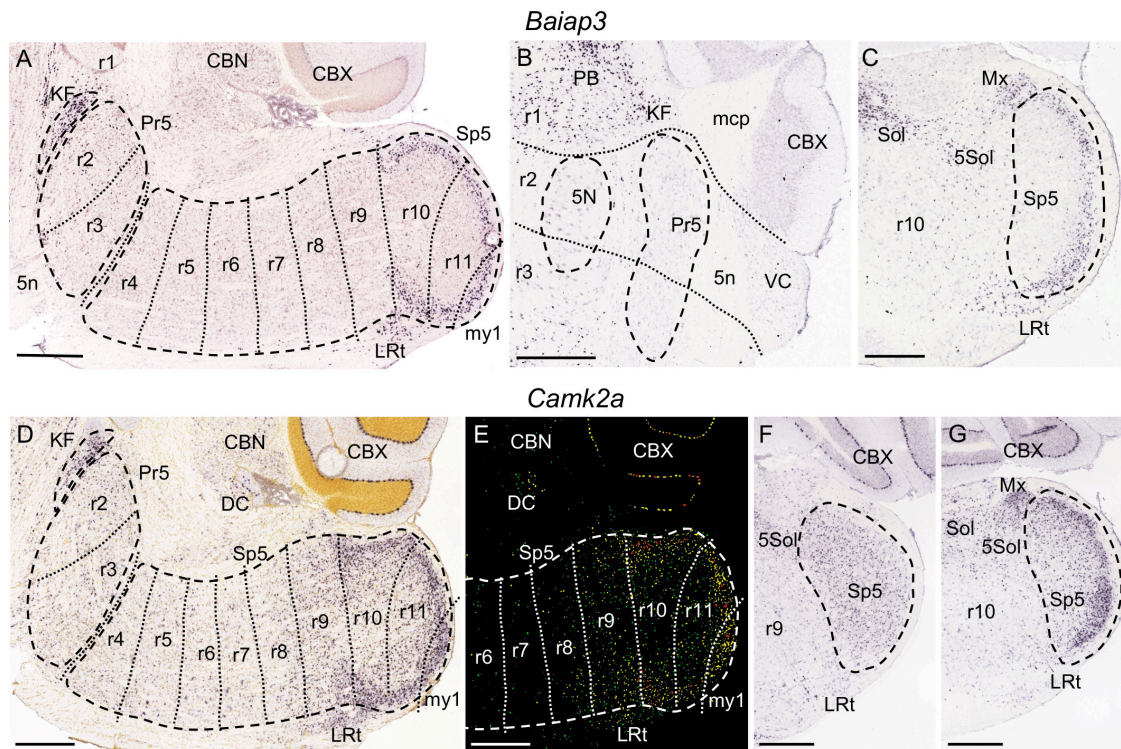 Baiap3
A
r1
CBN
CBX
KF
Pr5
r2
r3
Sp5
r4
r5
r6
r7
r8
r9
r10
r11
5n
LRt
my1
B
PB
KF
mcp
r1
CBX
r2
5N
Pr5
r3
5n
VC
C
Mx
Sol
5Sol
Sp5
r10
LRt
Camk2a
D
KF
CBN
CBX
Pr5
r2
DC
r3
Sp5
r4
r5
r6
r7
r8
r9
r10
r11
my1
LRt
E
CBN
CBX
DC
Sp5
r6
r7
r8
r9
r10
r11
my1
LRt
F
CBX
5Sol
Sp5
r9
LRt
G
CBX
Mx
Sol
5Sol
Sp5
r10
LRt